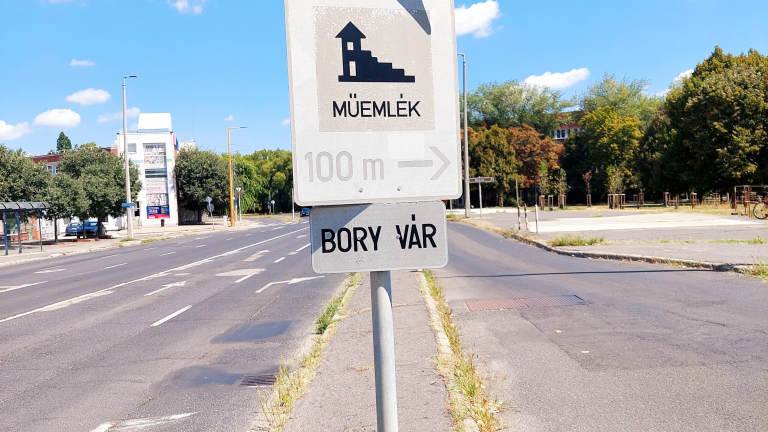 MŰEMLÉK
100 m →
BORY VÁR